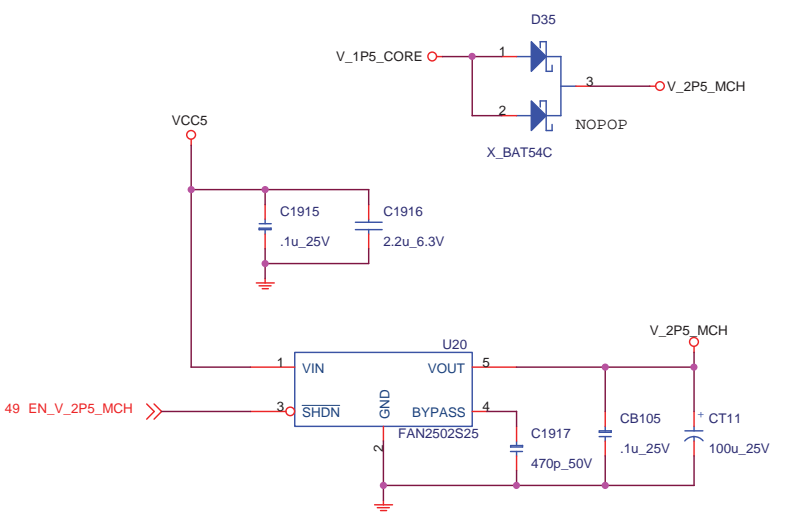 D35
V_1P5_CORE
1
3
V_2P5_MCH
2
NOPOP
X_BAT54C
VCC5
C1915
C1916
.1u_25V
2.2u_6.3V
V_2P5_MCH
U20
1
VIN
VOUT
5
49 EN_V_2P5_MCH
3
SHDN
GND
BYPASS
4
FAN2502S25
2
C1917
470p_50V
CB105
.1u_25V
+
CT11
100u_25V